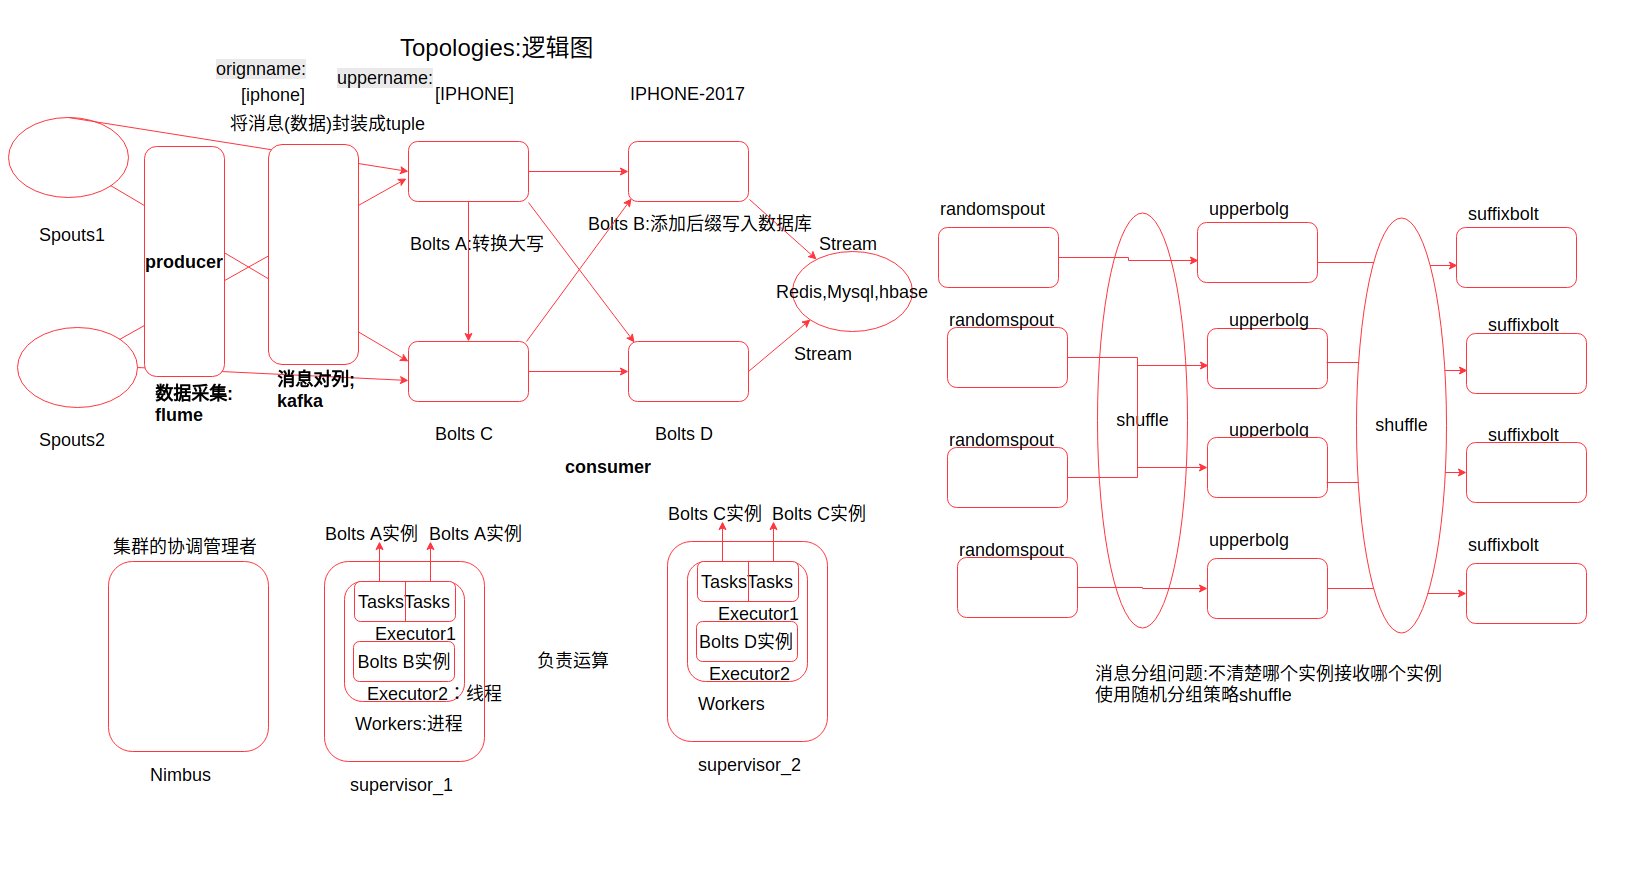 Topologies:逻辑图
orignname:
[iphone]
uppername:
[IPHONE]
IPHONE-2017
将消息(数据)封装成tuple
Spouts1
producer
Bolts A:转换大写
Bolts B:添加后缀写入数据库
Stream
Redis,Mysql,hbase
Stream
数据采集:
flume
消息对列;
kafka
Spouts2
Bolts C
Bolts D
consumer
randomspout
upperbolg
suffixbolt
randomspout
upperbolg
suffixbolt
shuffle
shuffle
randomspout
upperbolg
suffixbolt
randomspout
upperbolg
suffixbolt
消息分组问题:不清楚哪个实例接收哪个实例
使用随机分组策略shuffle
集群的协调管理者
Nimbus
Bolts A实例
Bolts A实例
Tasks
Tasks
Executor1
Bolts B实例
Executor2：线程
Workers:进程
supervisor_1
负责运算
Bolts C实例
Bolts C实例
Tasks
Tasks
Executor1
Bolts D实例
Executor2
Workers
supervisor_2